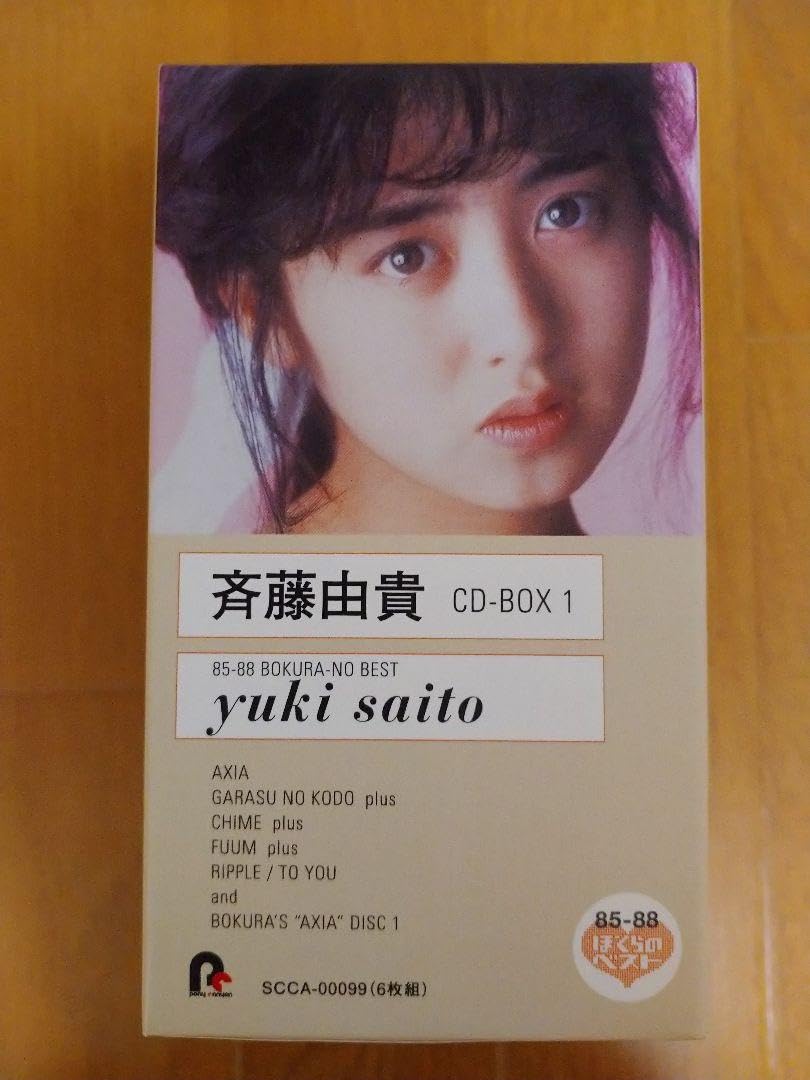 斉藤由貴 CD-BOX 1
85-88 BOKURA-NO BEST
yuki saito
AXIA
GARASU NO KODO plus
CHIME plus
FUUM plus
RIPPLE / TO YOU
and
BOKURA'S "AXIA" DISC 1
85-88
ぼくらの
ベスト
pony canyon
SCCA-00099(6枚組)